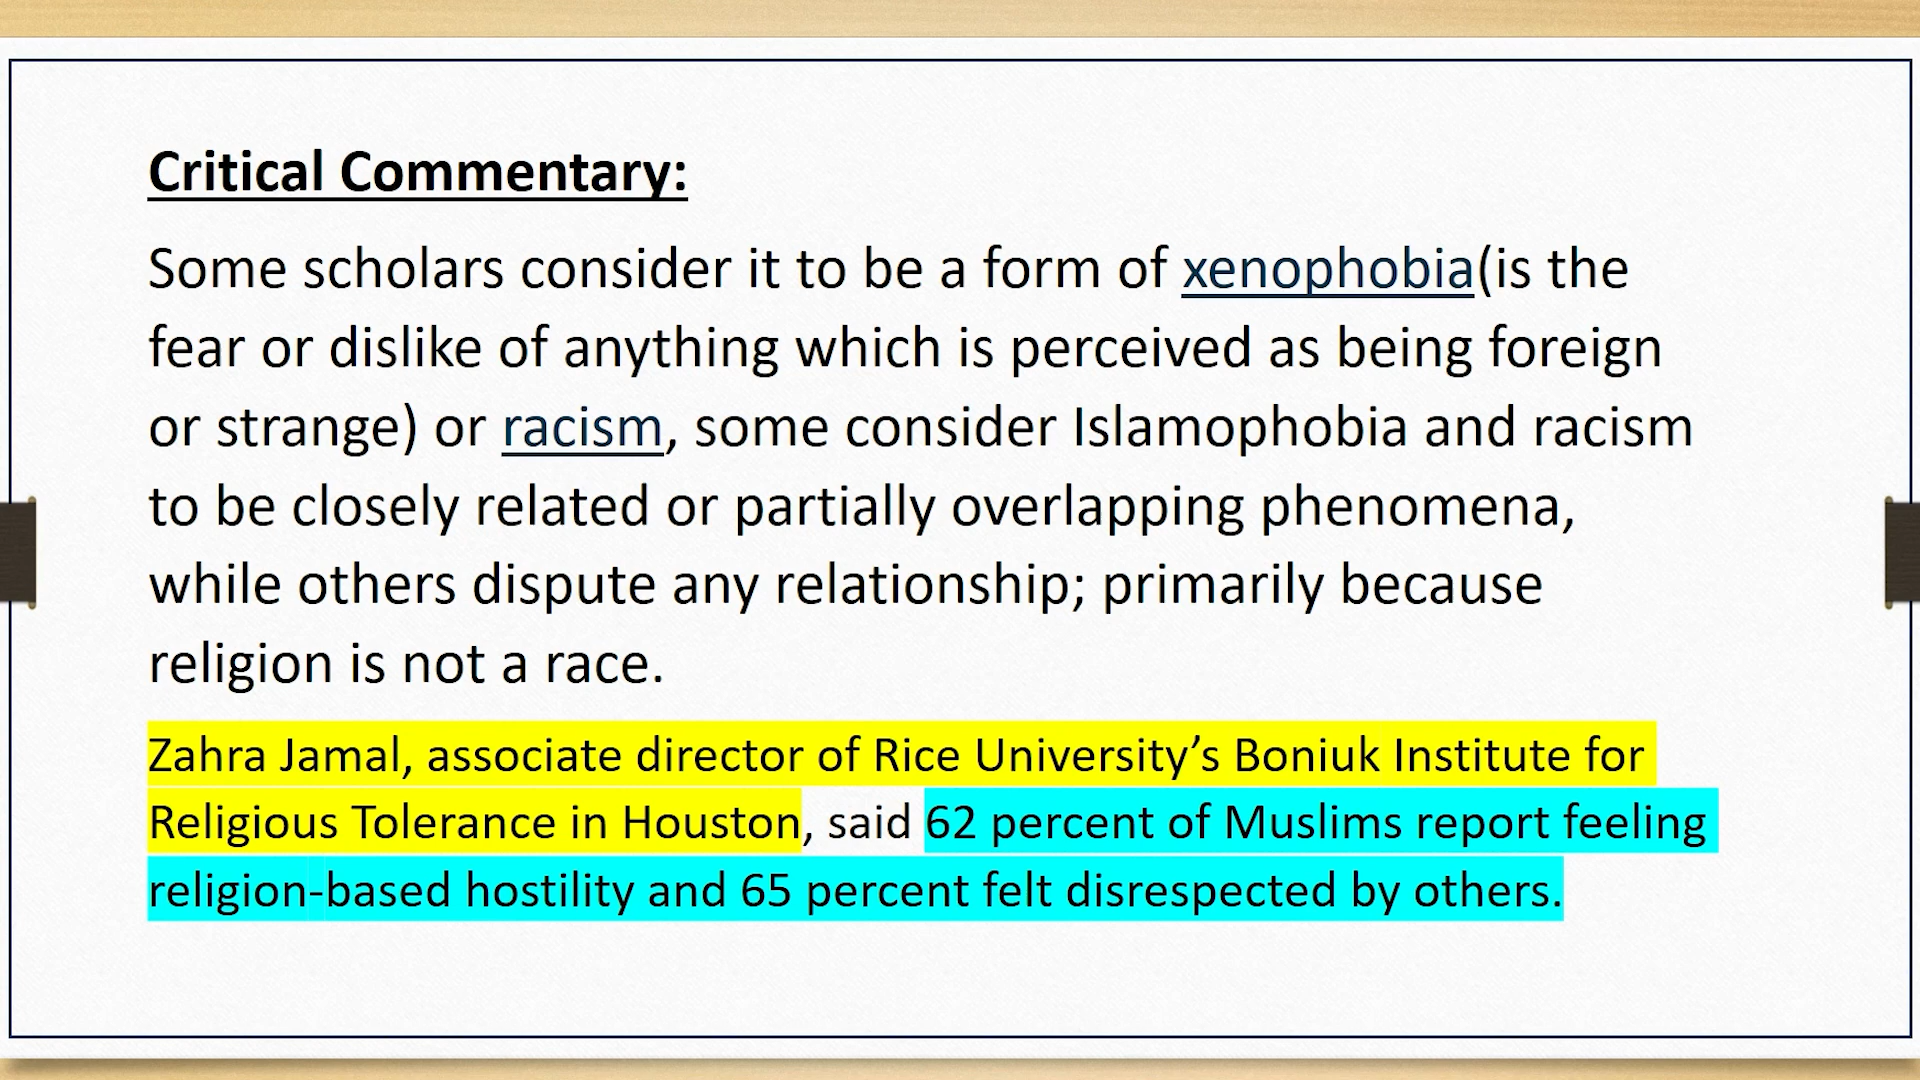 Critical Commentary:
Some scholars consider it to be a form of xenophobia(is the
fear or dislike of anything which is perceived as being foreign
or strange) or racism, some consider Islamophobia and racism
to be closely related or partially overlapping phenomena,
while others dispute any relationship; primarily because
religion is not a race.
Zahra Jamal, associate director of Rice University’s Boniuk Institute for
Religious Tolerance in Houston, said 62 percent of Muslims report feeling
religion-based hostility and 65 percent felt disrespected by others.